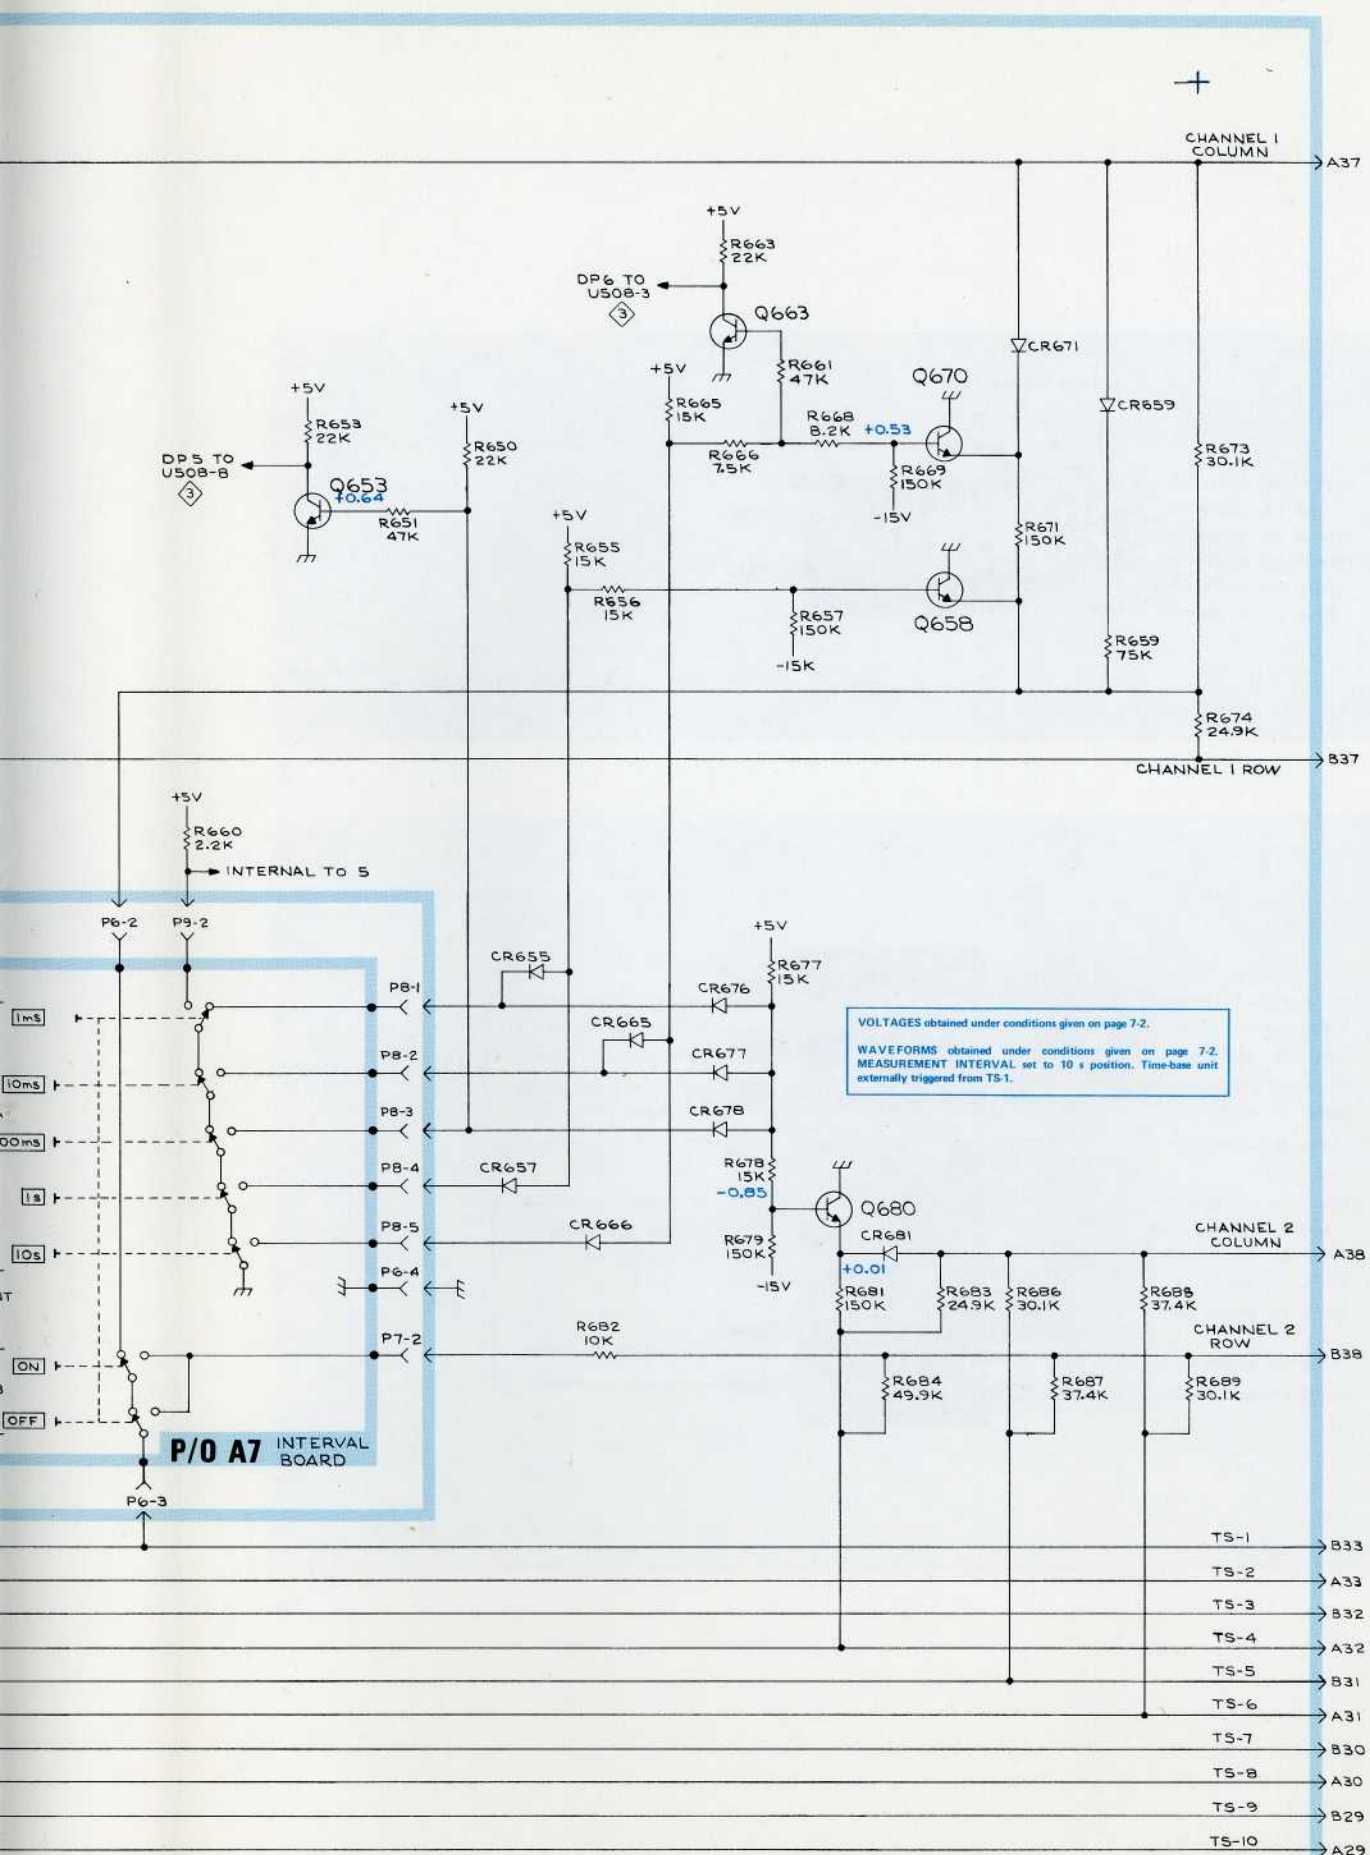 CHANNEL 1
COLUMN
A37
+5V
R663
22K
DP6 TO
U508-3
3
Q663
R661
47K
CR671
+5V
R665
15K
Q670
CR659
+5V
R653
22K
+5V
R650
22K
R668
8.2K
+0.53
R666
7.5K
R669
150K
-15V
R673
30.1K
DP5 TO
U508-8
3
Q653
+0.64
R651
47K
+5V
R655
15K
R671
150K
R656
15K
R657
150K
-15K
Q658
R659
75K
R674
24.9K
B37
CHANNEL 1 ROW
+5V
R660
2.2K
INTERNAL TO 5
P6-2
P9-2
+5V
R677
15K
CR655
P8-1
CR676
1ms
CR665
P8-2
CR677
10ms
VOLTAGES obtained under conditions given on page 7-2.
WAVEFORMS obtained under conditions given on page 7-2.
MEASUREMENT INTERVAL set to 10 s position. Time-base unit
externally triggered from TS-1.
P8-3
CR678
00ms
P8-4
CR657
R678
15K
-0.85
1s
Q680
P8-5
CR666
R679
150K
-15V
CR681
+0.01
CHANNEL 2
COLUMN
A38
10s
P6-4
R681
150K
R683
24.9K
R686
30.1K
R688
37.4K
NT
P7-2
R682
10K
CHANNEL 2
ROW
B38
ON
R684
49.9K
R687
37.4K
R689
30.1K
OFF
P/O A7 INTERVAL
BOARD
P6-3
TS-1
B33
TS-2
A33
TS-3
B32
TS-4
A32
TS-5
B31
TS-6
A31
TS-7
B30
TS-8
A30
TS-9
B29
TS-10
A29